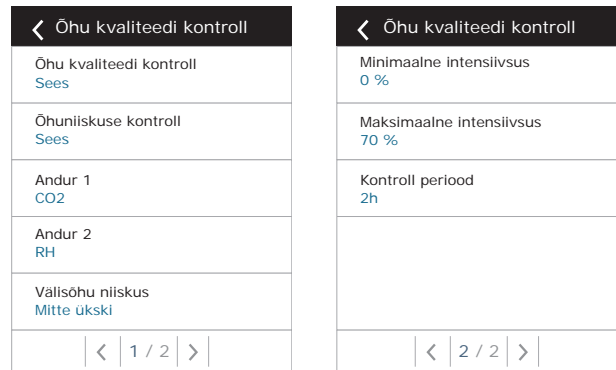 Õhu kvaliteedi kontroll
Õhu kvaliteedi kontroll
Sees
Õhuniiskuse kontroll
Sees
Andur 1
CO2
Andur 2
RH
Välisõhu niiskus
Mitte ükski
1 / 2
Õhu kvaliteedi kontroll
Minimaalne intensiivsus
0 %
Maksimaalne intensiivsus
70 %
Kontroll periood
2h
2 / 2